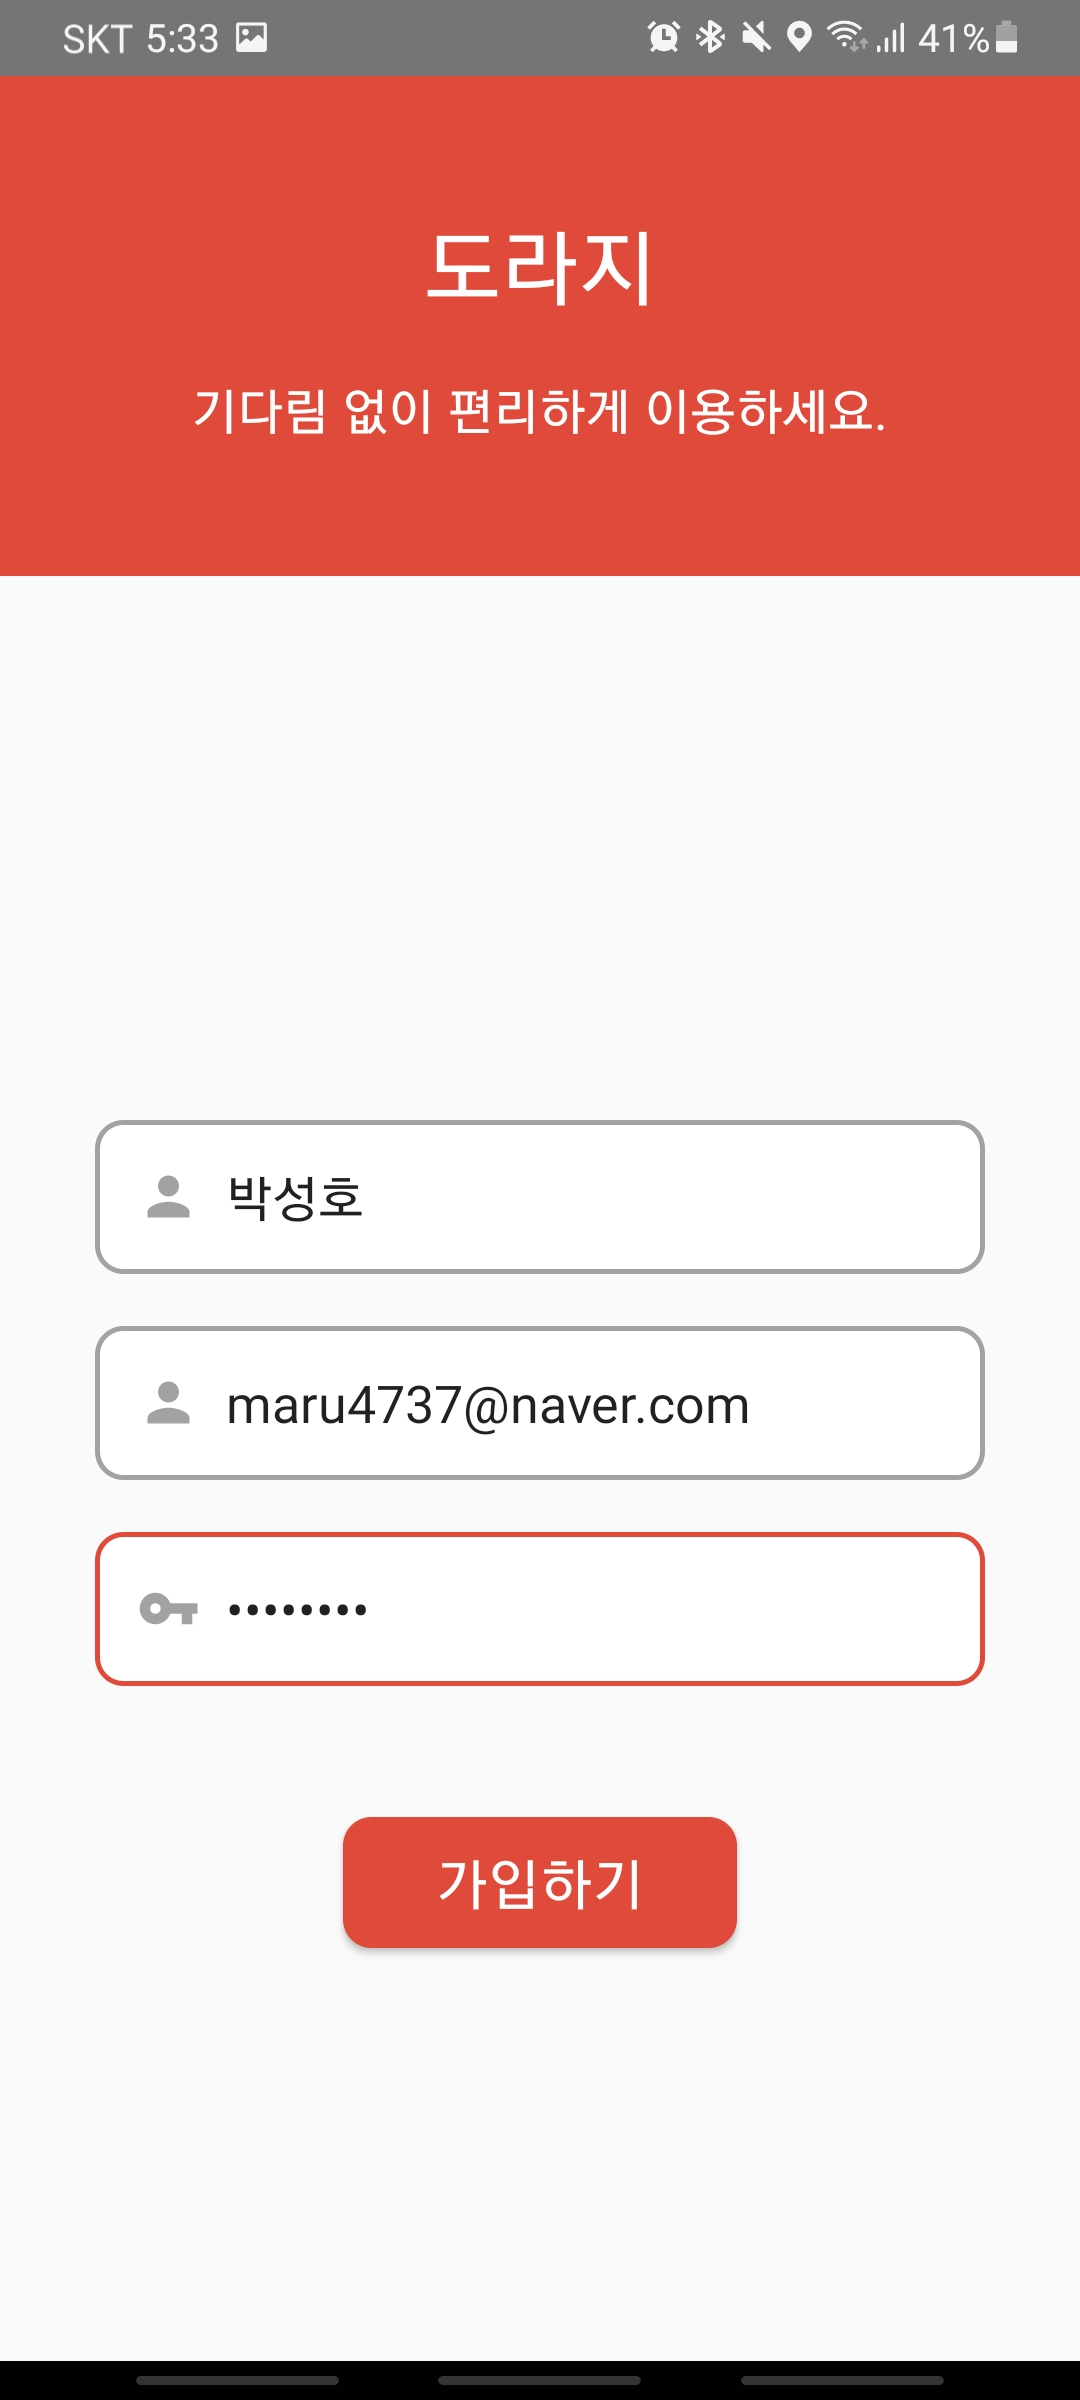 SKT 5:33 41%
도라지
기다림 없이 편리하게 이용하세요.
박성호
maru4737@naver.com
••••••••
가입하기